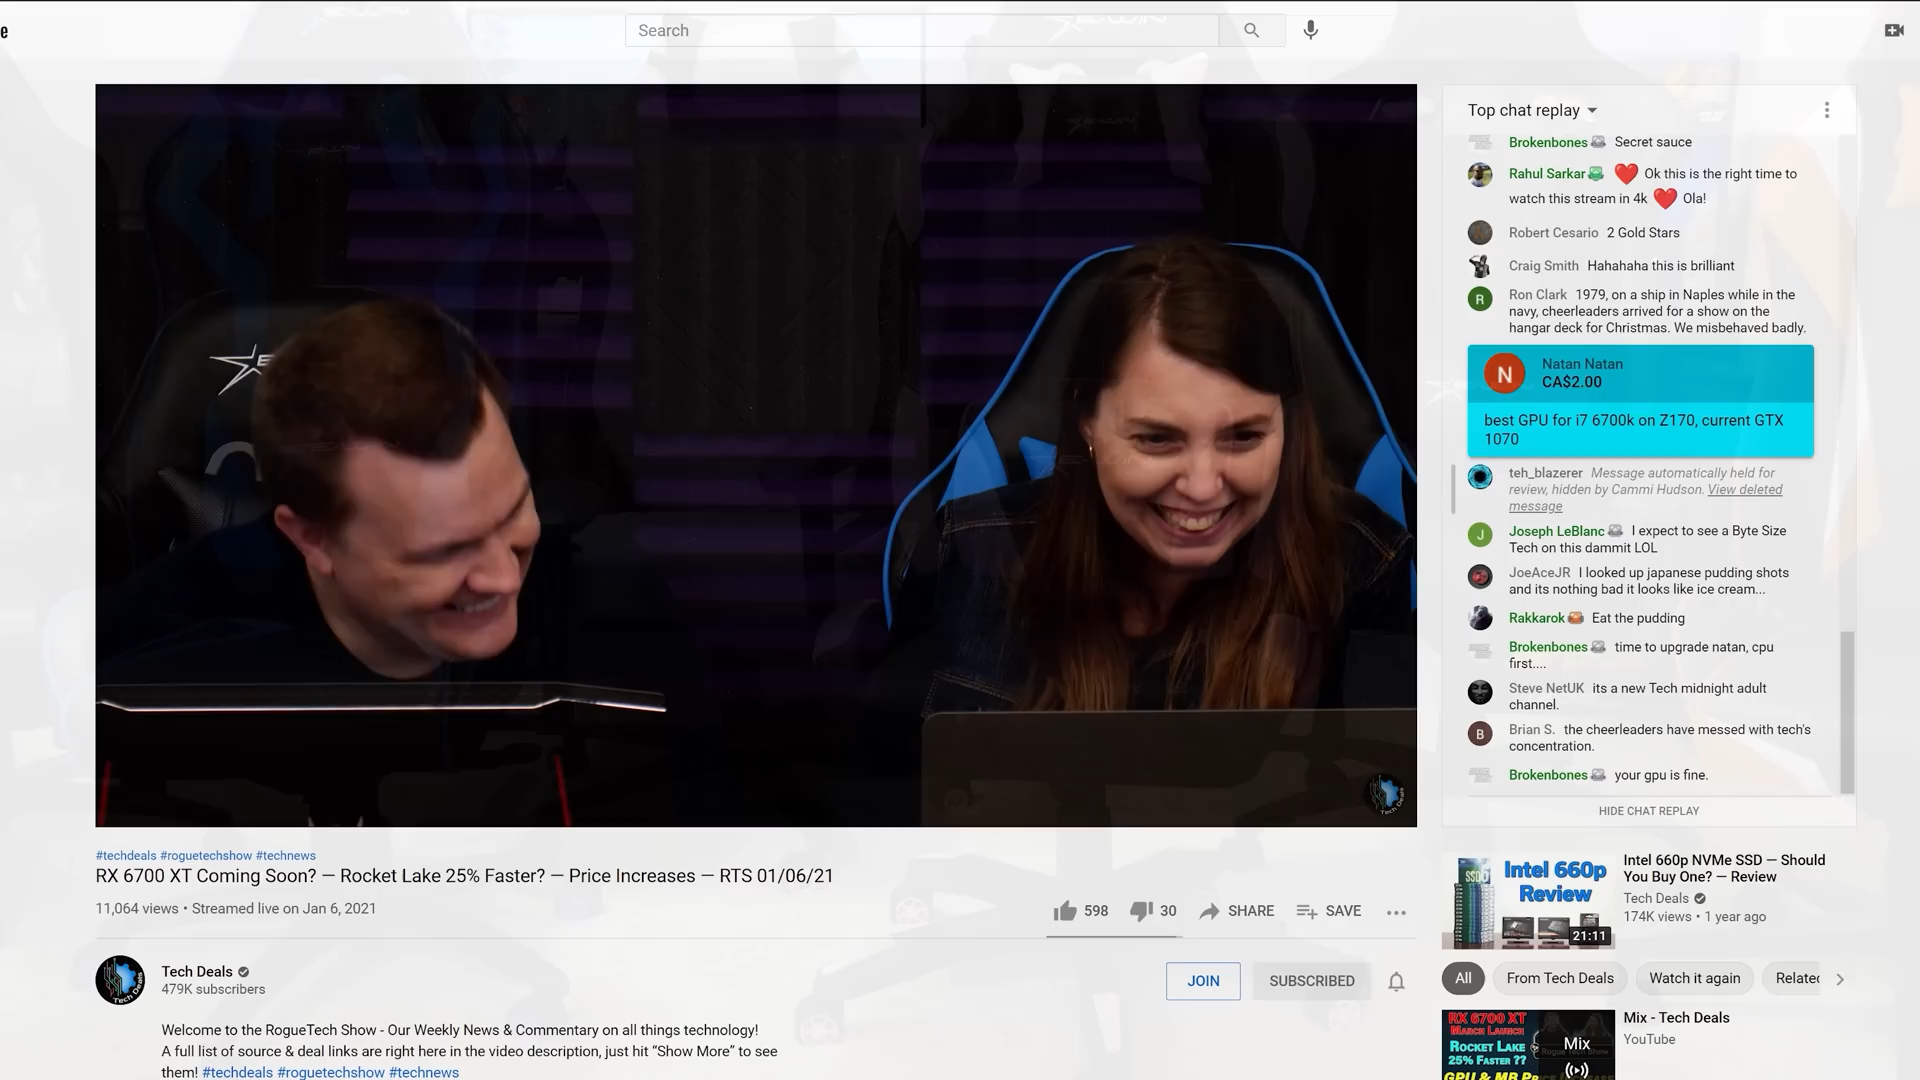 e
Search
Top chat replay
Brokenbones Secret sauce
Rahul Sarkar Ok this is the right time to
watch this stream in 4k Ola!
Robert Cesario 2 Gold Stars
Craig Smith Hahahaha this is brilliant
R
Ron Clark 1979, on a ship in Naples while in the
navy, cheerleaders arrived for a show on the
hangar deck for Christmas. We misbehaved badly.
N
Natan Natan
CA$2.00
best GPU for i7 6700k on Z170, current GTX
1070
teh_blazerer Message automatically held for
review, hidden by Cammi Hudson. View deleted
message
J
Joseph LeBlanc I expect to see a Byte Size
Tech on this dammit LOL
JoeAceJR I looked up japanese pudding shots
and its nothing bad it looks like ice cream...
Rakkarok Eat the pudding
Brokenbones time to upgrade natan, cpu
first....
Steve NetUK its a new Tech midnight adult
channel.
B
Brian S. the cheerleaders have messed with tech's
concentration.
Brokenbones your gpu is fine.
HIDE CHAT REPLAY
Tech Deals
#techdeals #roguetechshow #technews
RX 6700 XT Coming Soon? — Rocket Lake 25% Faster? — Price Increases — RTS 01/06/21
11,064 views • Streamed live on Jan 6, 2021
598
30
SHARE
SAVE
Tech Deals
Tech Deals
479K subscribers
JOIN
SUBSCRIBED
Welcome to the RogueTech Show - Our Weekly News & Commentary on all things technology!
A full list of source & deal links are right here in the video description, just hit “Show More” to see
them! #techdeals #roguetechshow #technews
Intel 660p
Review
21:11
Intel 660p NVMe SSD — Should
You Buy One? — Review
Tech Deals
174K views • 1 year ago
All
From Tech Deals
Watch it again
RX 6700 XT
March Launch
Rocket Lake
25% Faster ??
Rogue Tech Show
Mix
Mix - Tech Deals
YouTube